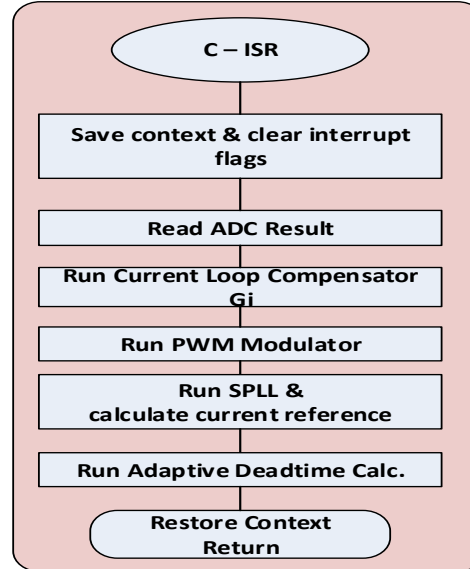 C – ISR
Save context & clear interrupt
flags
Read ADC Result
Run Current Loop Compensator
Gi
Run PWM Modulator
Run SPLL &
calculate current reference
Run Adaptive Deadtime Calc.
Restore Context
Return